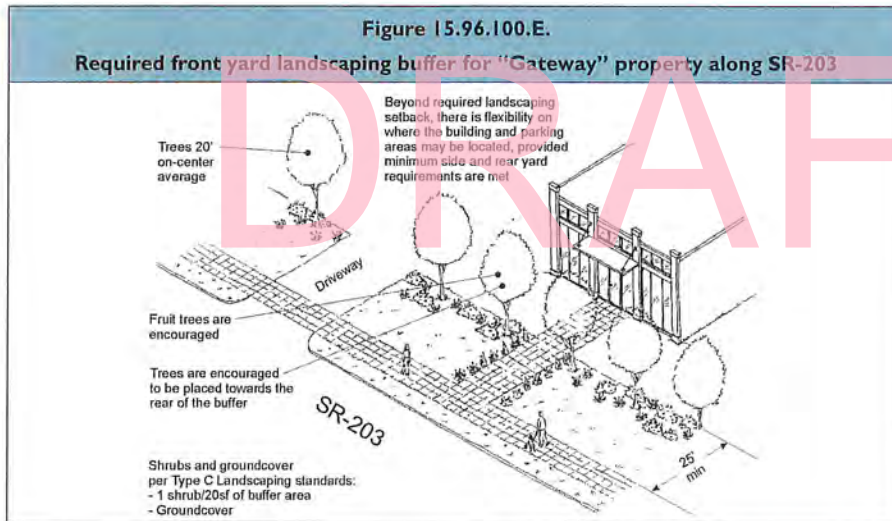 Figure 15.96.100.E.
Required front yard landscaping buffer for "Gateway" property along SR-203
DRAF
Beyond required landscaping
setback, there is flexibility on
where the building and parking
areas may be located, provided
minimum side and rear yard
requirements are met
Trees 20'
on-center
average
Driveway
Fruit trees are
encouraged
Trees are encouraged
to be placed towards the
rear of the buffer
SR-203
25'
min
Shrubs and groundcover
per Type C Landscaping standards:
- 1 shrub/20sf of buffer area
- Groundcover